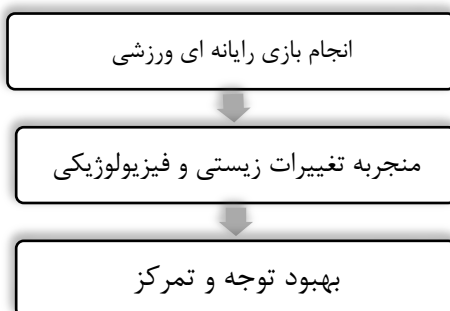 انجام بازی رایانه ای ورزشی
منجربه تغییرات زیستی و فیزیولوژیکی
بهبود توجه و تمرکز